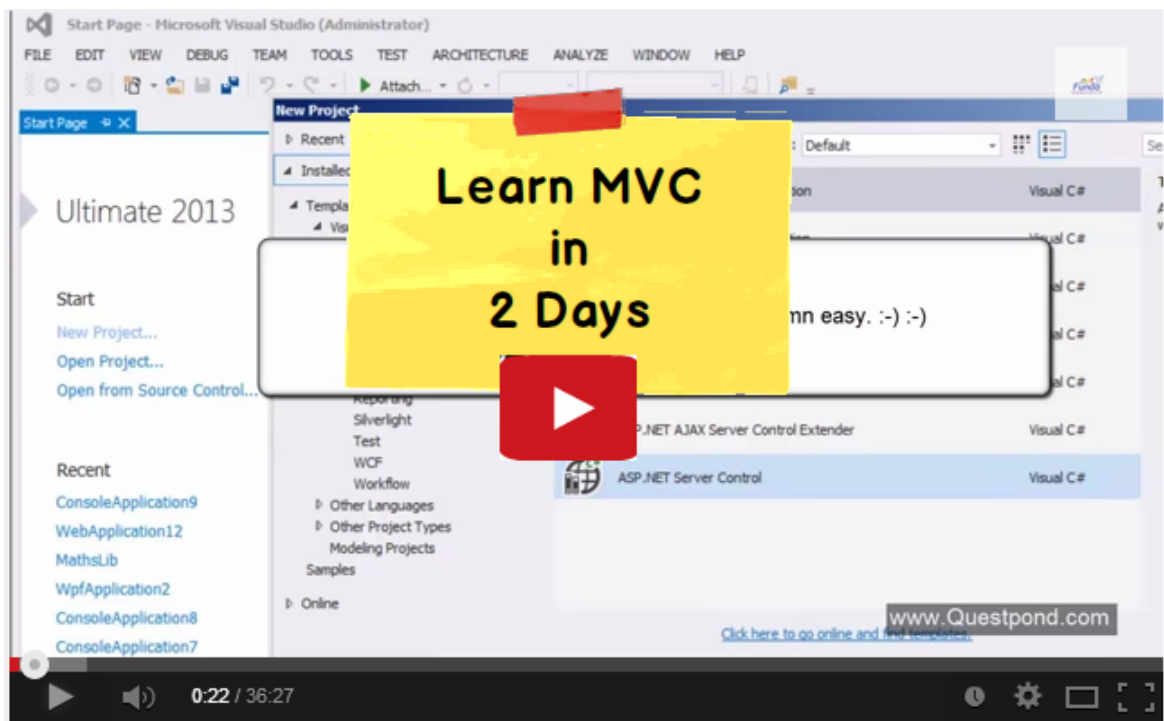 Start Page - Microsoft Visual Studio (Administrator)
FILE EDIT VIEW DEBUG TEAM TOOLS TEST ARCHITECTURE ANALYZE WINDOW HELP
Attach...
Funda
Start Page
New Project
Recent
Default
Installed
Visual C#
Ultimate 2013
Learn MVC
in
2 Days
Visual C#
Start
mn easy. :-) :-)
New Project...
Open Project...
Open from Source Control...
Reporting
Silverlight
ASP.NET AJAX Server Control Extender Visual C#
Test
WCF
Workflow
ASP.NET Server Control Visual C#
Other Languages
Other Project Types
Modeling Projects
Samples
Online
Recent
ConsoleApplication9
WebApplication12
MathsLib
WpfApplication2
ConsoleApplication8
ConsoleApplication7
www.Questpond.com
Click here to go online and find templates.
0:22 / 36:27